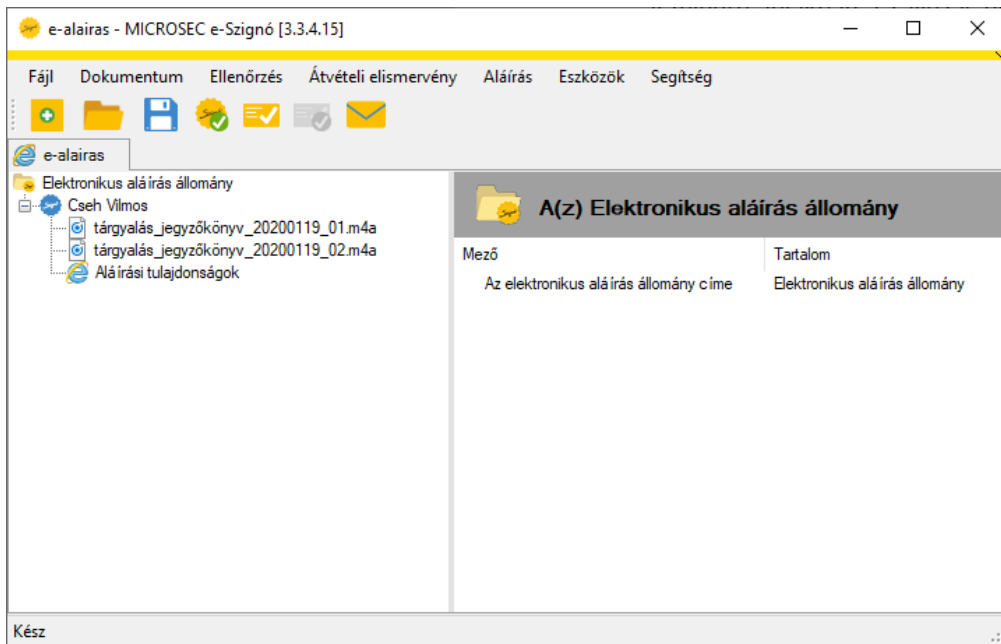 e-alairas - MICROSEC e-Szignó [3.3.4.15]
Fájl Dokumentum Ellenőrzés Átvételi elismervény Aláírás Eszközök Segítség
e-alairas
Elektronikus aláírás állomány
Cseh Vilmos
tárgyalás_jegyzőkönyv_20200119_01.m4a
tárgyalás_jegyzőkönyv_20200119_02.m4a
Aláírási tulajdonságok
A(z) Elektronikus aláírás állomány
Mező Tartalom
Az elektronikus aláírás állomány címe Elektronikus aláírás állomány
Kész